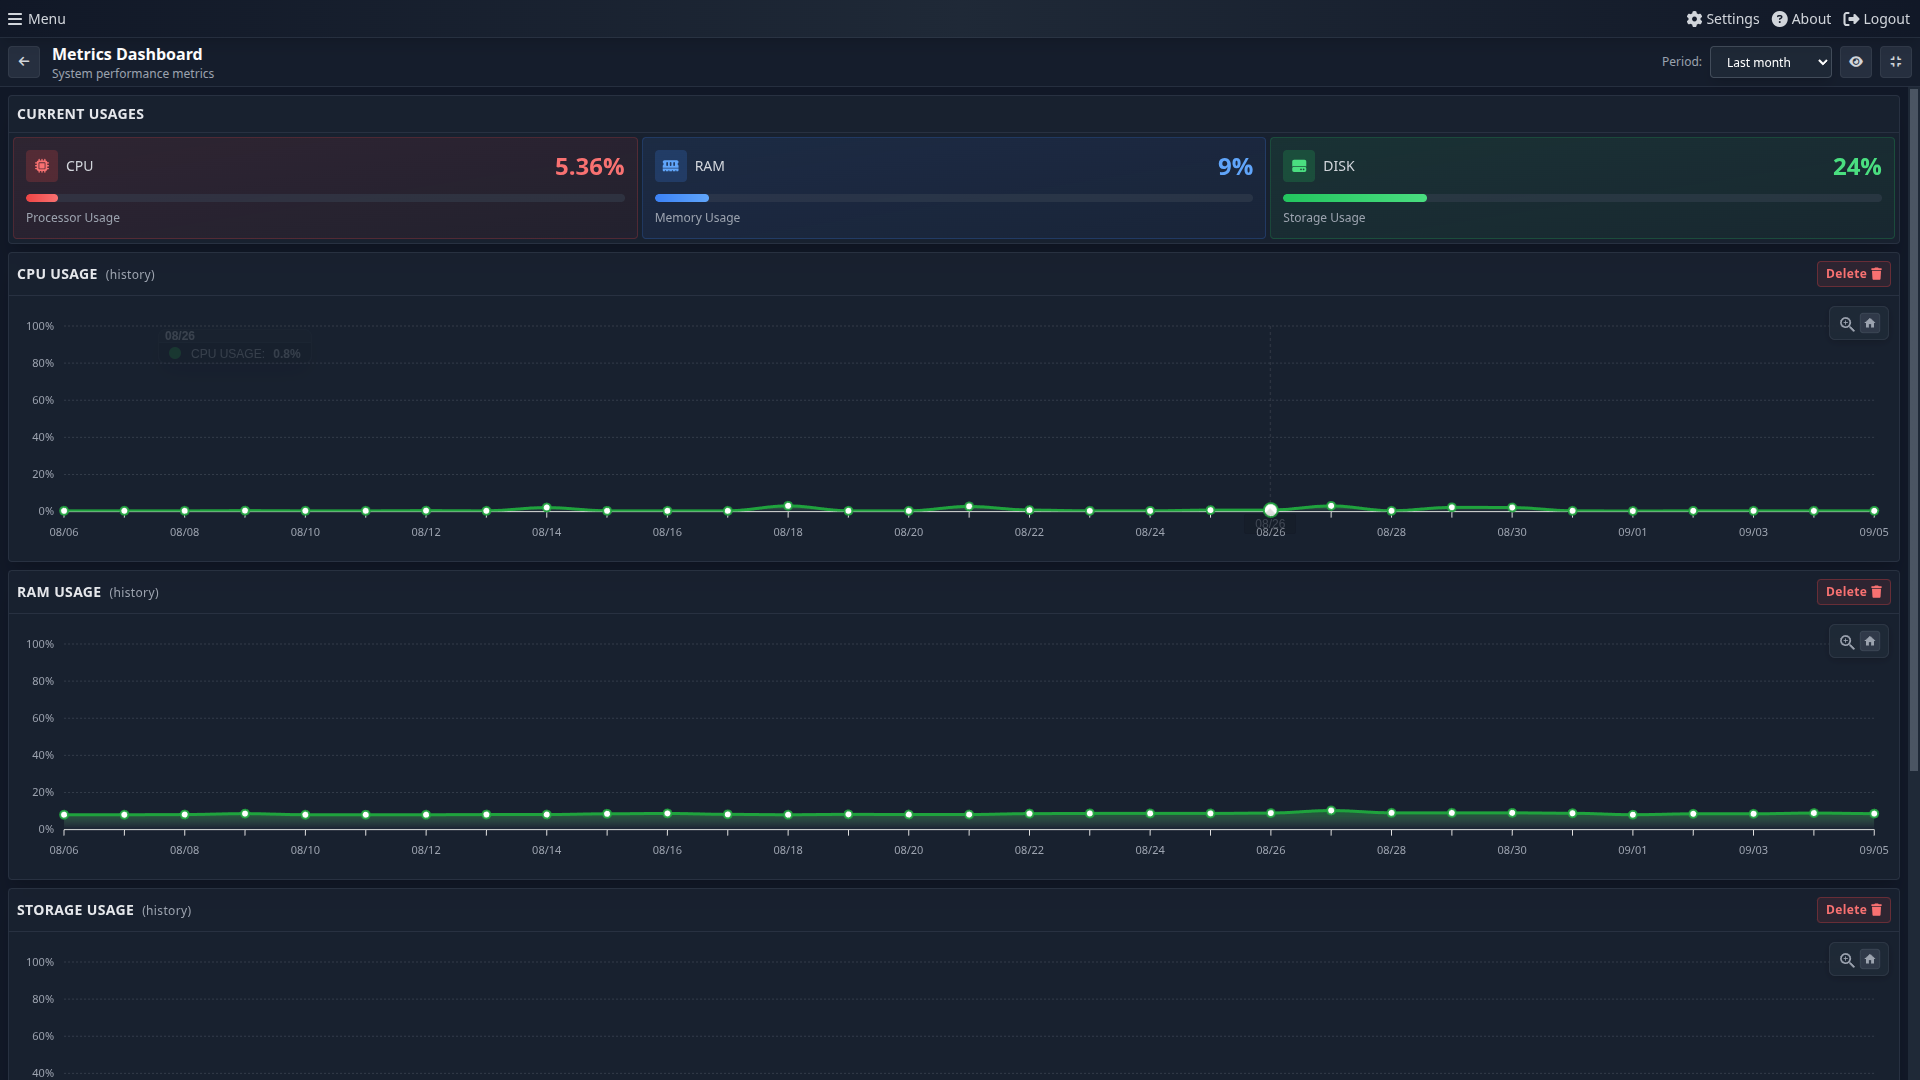 Menu
Settings
About
Logout
Metrics Dashboard
System performance metrics
Period:
Last month
CURRENT USAGES
CPU
5.36%
Processor Usage
RAM
9%
Memory Usage
DISK
24%
Storage Usage
CPU USAGE (history)
Delete
08/26
CPU USAGE: 0.8%
100%
80%
60%
40%
20%
0%
08/26
08/06 08/08 08/10 08/12 08/14 08/16 08/18 08/20 08/22 08/24 08/26 08/28 08/30 09/01 09/03 09/05
RAM USAGE (history)
Delete
100%
80%
60%
40%
20%
0%
08/06 08/08 08/10 08/12 08/14 08/16 08/18 08/20 08/22 08/24 08/26 08/28 08/30 09/01 09/03 09/05
STORAGE USAGE (history)
Delete
100%
80%
60%
40%